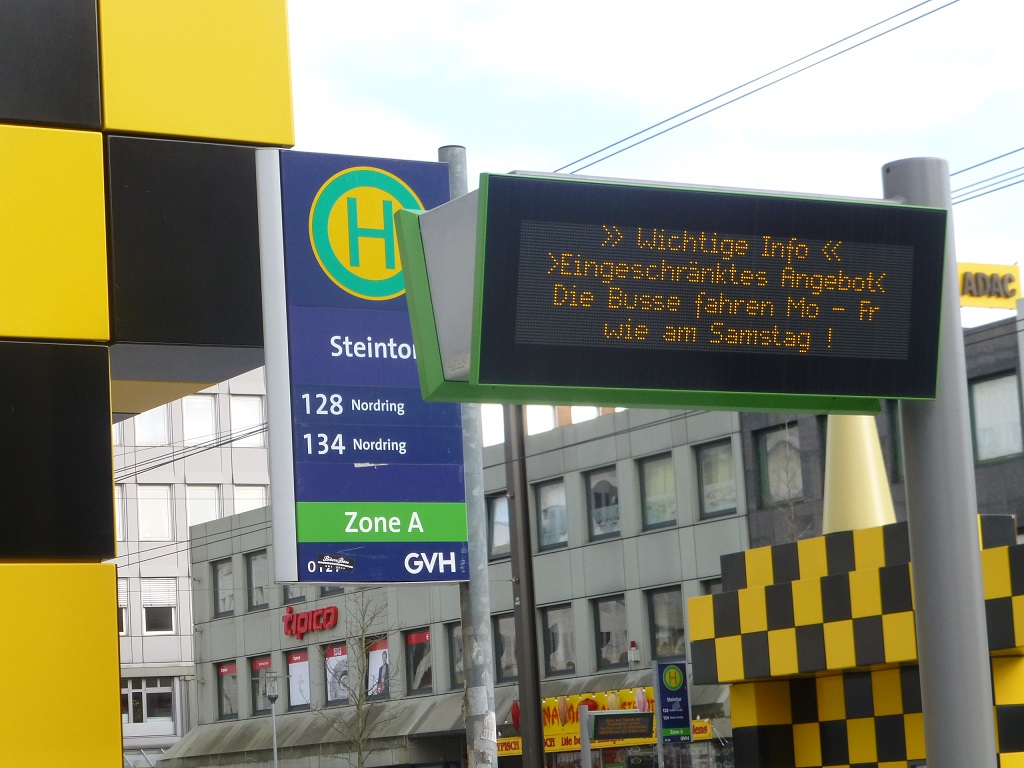 H
Steintor
128 Nordring
134 Nordring
Zone A
GVH
>> Wichtige Info <<
>Eingeschränktes Angebot<
Die Busse fahren Mo - Fr
wie am Samstag !
ADAC
tipico
H
GVH